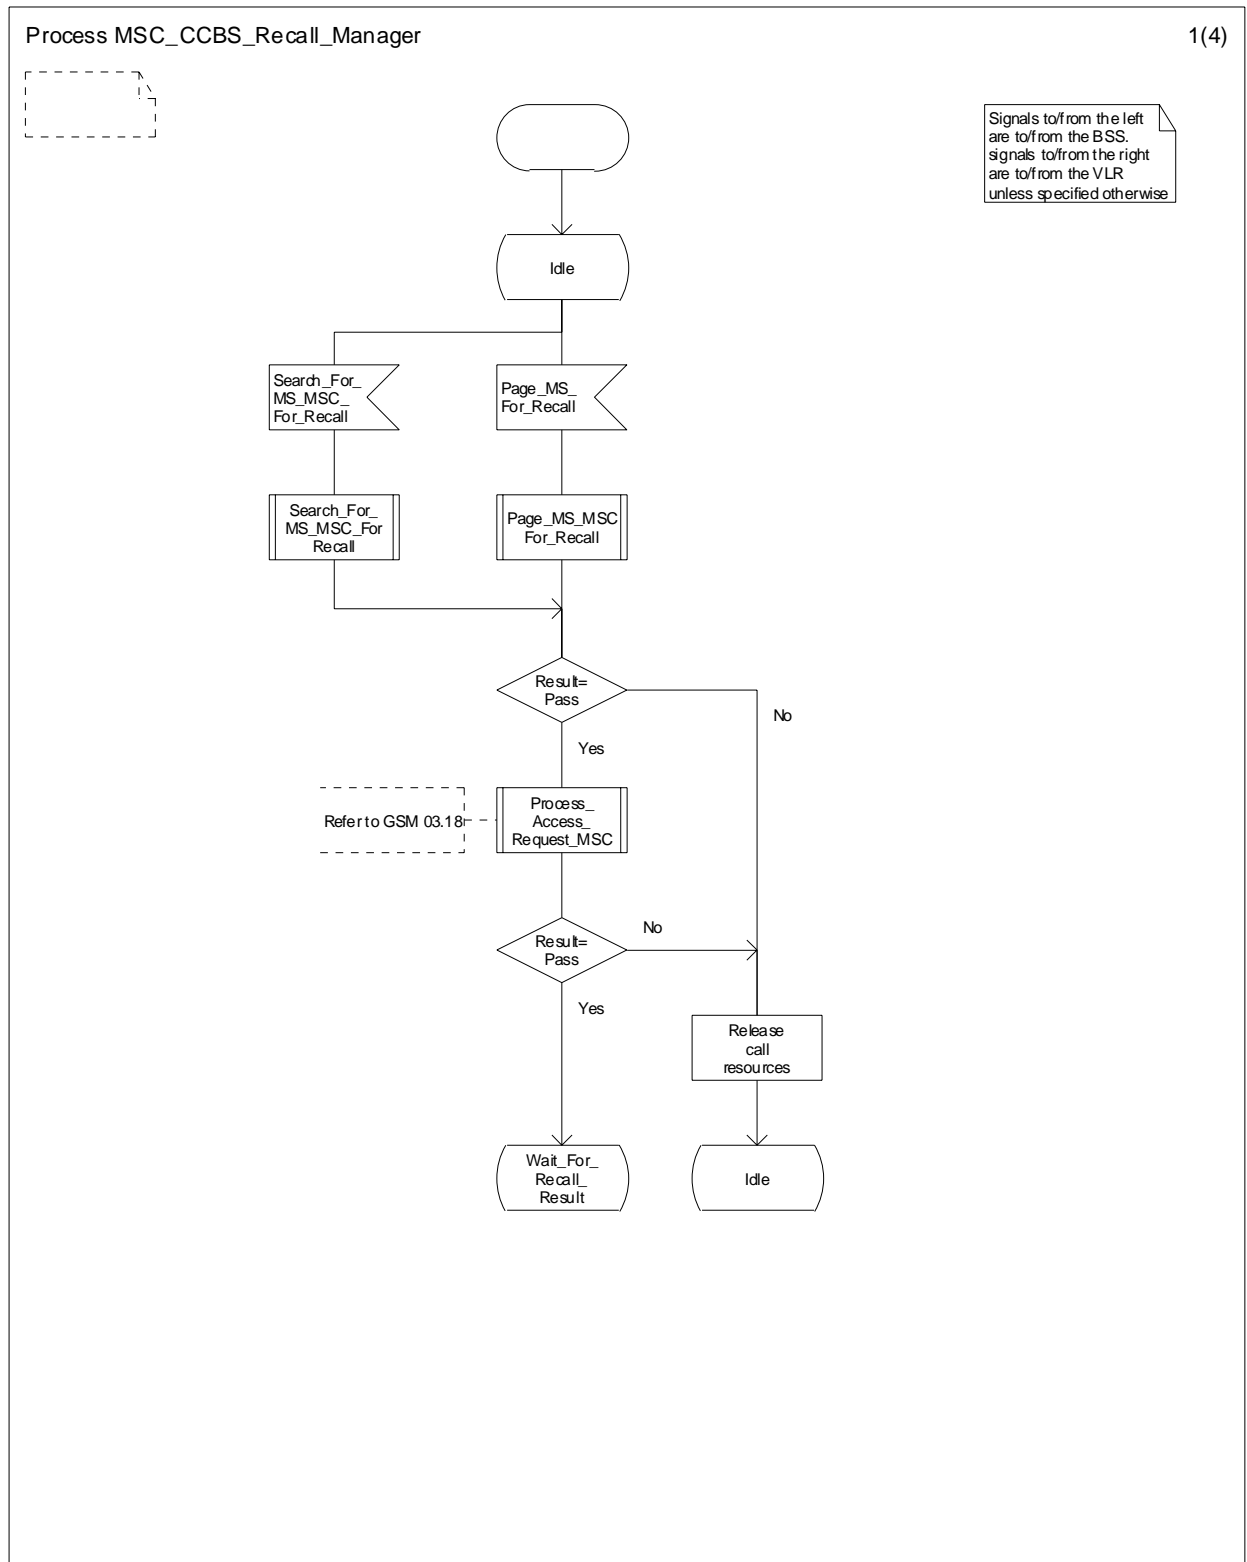 Process MSC_CCBS_Recall_Manager
1(4)
Signals to/from the left
are to/from the BSS.
signals to/from the right
are to/from the VLR
unless specified otherwise
Idle
Search_For_
MS_MSC_
For_Recall
Page_MS_
For_Recall
Search_For_
MS_MSC_For
Recall
Page_MS_MSC
For_Recall
Result=
Pass
No
Yes
Refer to GSM 03.18
Process_
Access_
Request_MSC
Result=
Pass
No
Yes
Release
call
resources
Wait_For_
Recall_
Result
Idle